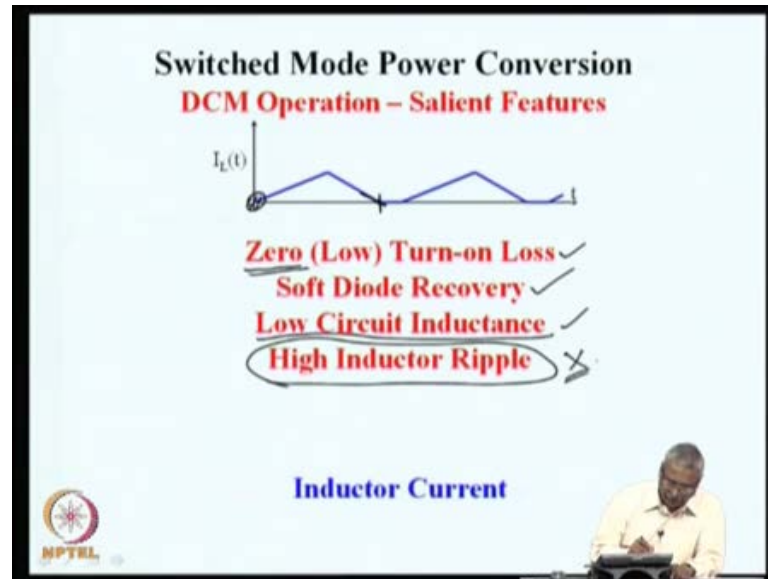 Switched Mode Power Conversion
DCM Operation – Salient Features
I_L(t)
t
Zero (Low) Turn-on Loss ✓
Soft Diode Recovery ✓
Low Circuit Inductance ✓
High Inductor Ripple ✗
Inductor Current
NPTEL